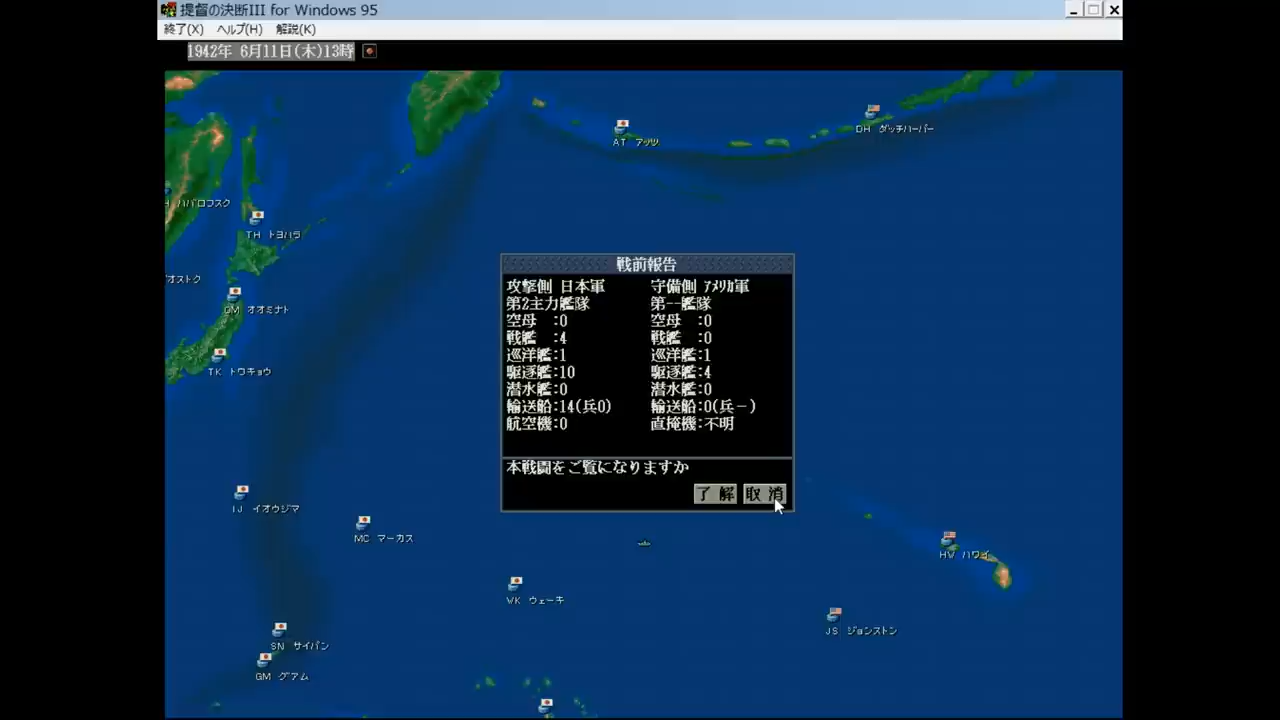 提督の決断III for Windows 95
終了(X) ヘルプ(H) 解説(K)
1942年 6月11日(木)13時
AT アッツ
DH ダッチハーバー
H ハバロフスク
TH トヨハラ
オストク
OM オオミナト
TK トウキョウ
戦前報告
攻撃側 日本軍 守備側 アメリカ軍
第2主力艦隊 第--艦隊
空母 :0 空母 :0
戦艦 :4 戦艦 :0
巡洋艦:1 巡洋艦:1
駆逐艦:10 駆逐艦:4
潜水艦:0 潜水艦:0
輸送船:14(兵0) 輸送船:0(兵-)
航空機:0 直掩機:不明
本戦闘をご覧になりますか
了解 取消
IJ イオウジマ
MC マーカス
HW ハワイ
WK ウェーキ
JS ジョンストン
SN サイパン
GM グアム